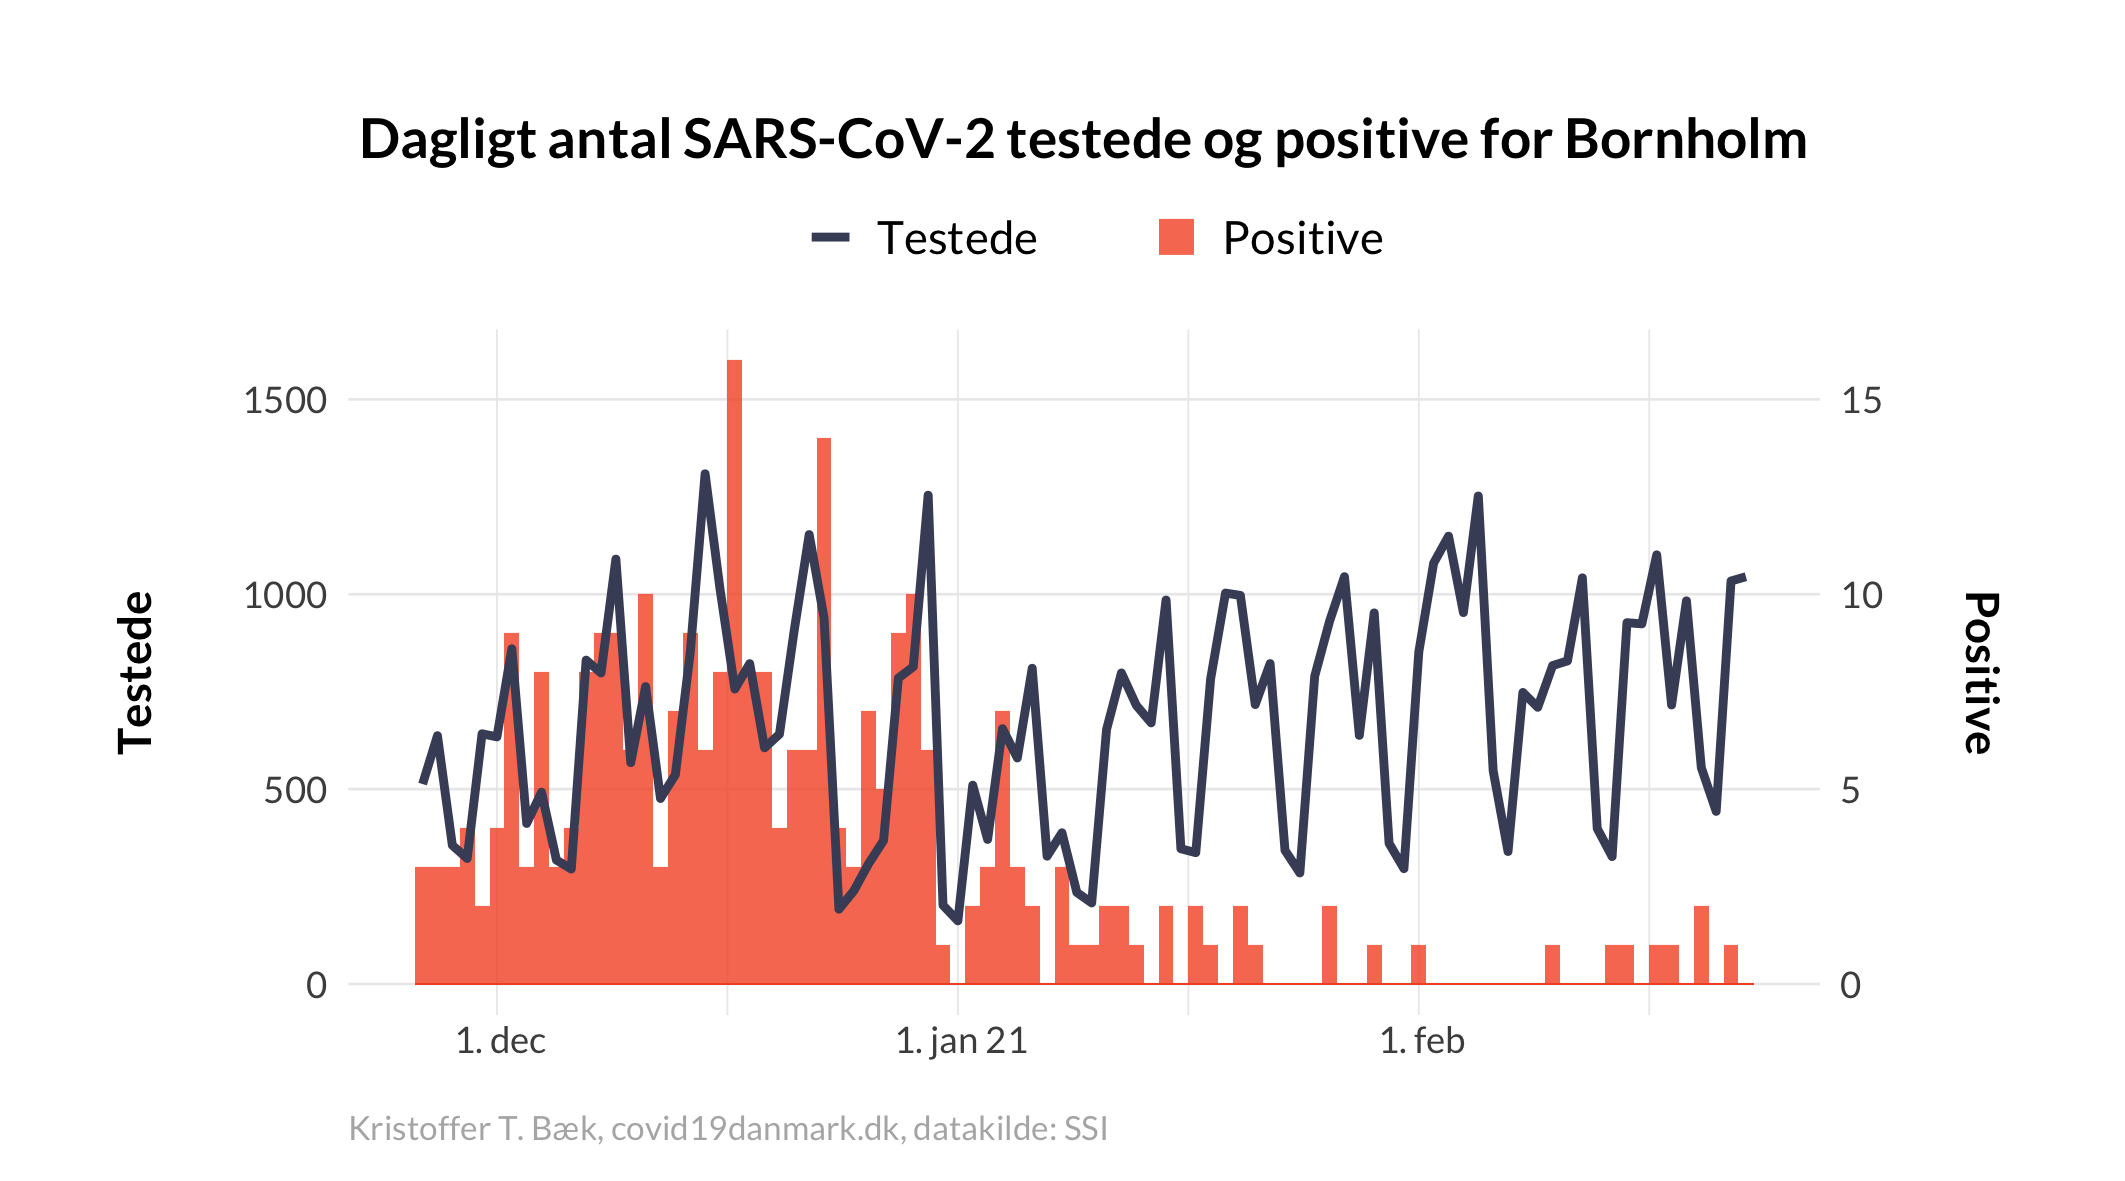 Dagligt antal SARS-CoV-2 testede og positive for Bornholm
Testede Positive
Testede
1500
1000
500
0
15
10
5
0
Positive
1. dec 1. jan 21 1. feb
Kristoffer T. Bæk, covid19danmark.dk, datakilde: SSI